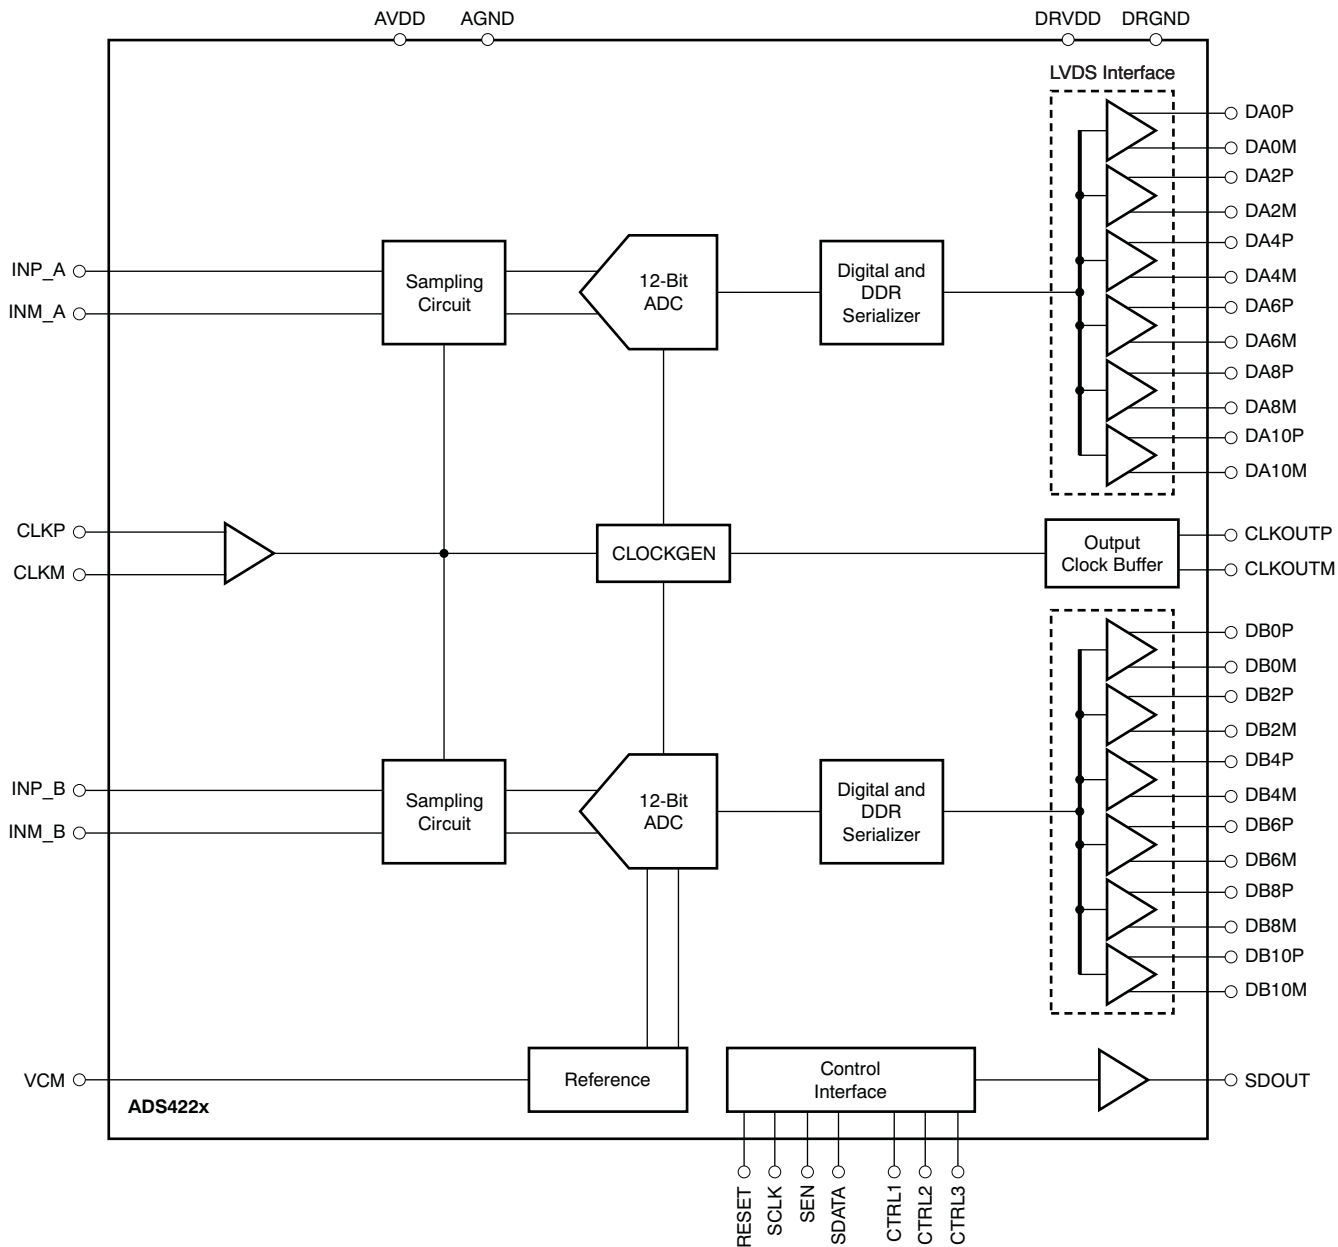 AVDD
AGND
DRVDD
DRGND
LVDS Interface
DA0P
DA0M
DA2P
DA2M
DA4P
DA4M
DA6P
DA6M
DA8P
DA8M
DA10P
DA10M
INP_A
INM_A
Sampling
Circuit
12-Bit
ADC
Digital and
DDR
Serializer
CLKP
CLKM
CLOCKGEN
Output
Clock Buffer
CLKOUTP
CLKOUTM
DB0P
DB0M
DB2P
DB2M
DB4P
DB4M
DB6P
DB6M
DB8P
DB8M
DB10P
DB10M
INP_B
INM_B
Sampling
Circuit
12-Bit
ADC
Digital and
DDR
Serializer
VCM
Reference
Control
Interface
SDOUT
ADS422x
RESET
SCLK
SEN
SDATA
CTRL1
CTRL2
CTRL3